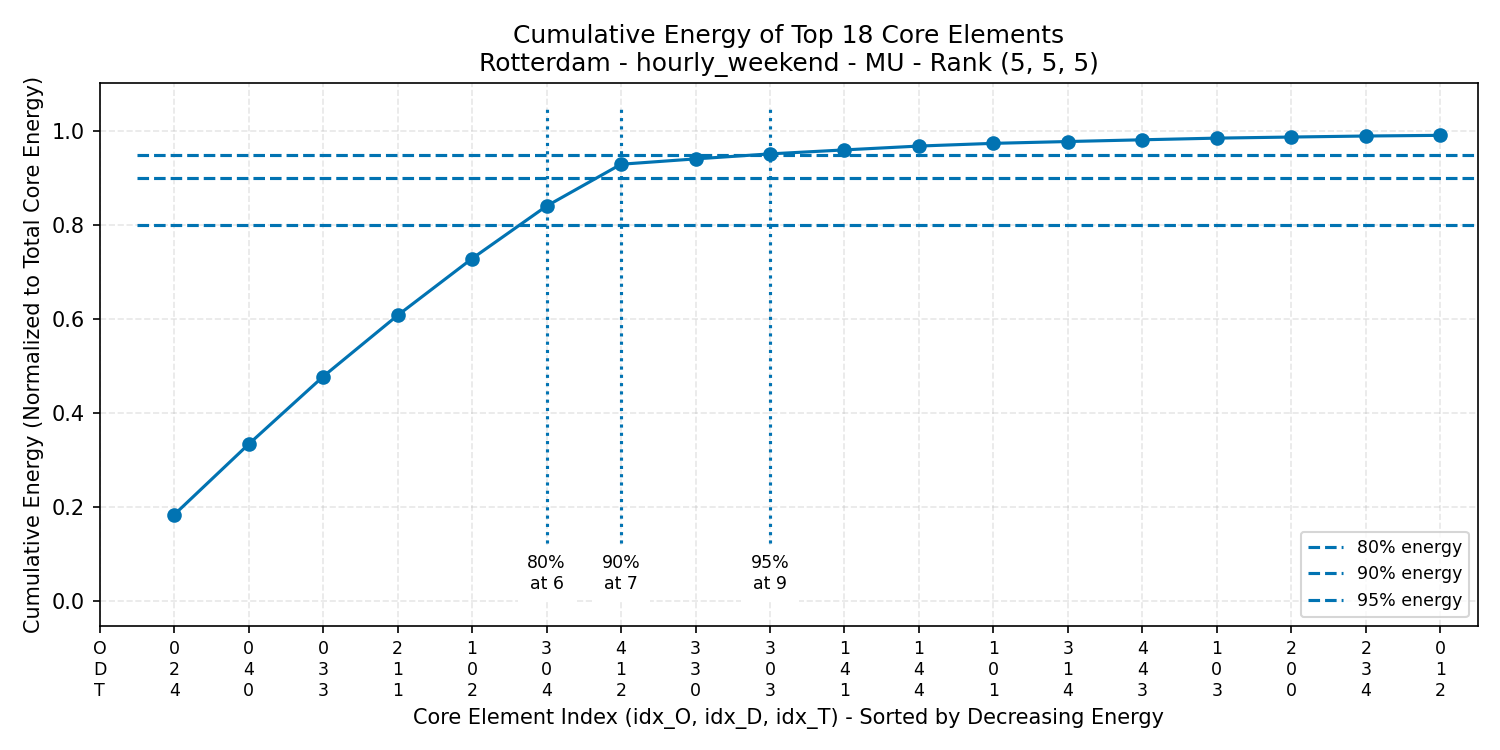 Cumulative Energy of Top 18 Core Elements
Rotterdam - hourly_weekend - MU - Rank (5, 5, 5)
Cumulative Energy (Normalized to Total Core Energy)
1.0
0.8
0.6
0.4
0.2
0.0
80%
at 6
90%
at 7
95%
at 9
80% energy
90% energy
95% energy
O 0 0 0 2 1 3 4 3 3 1 1 1 3 4 1 2 2 0
D 2 4 3 1 0 0 1 3 0 4 4 0 1 4 0 0 3 1
T 4 0 3 1 2 4 2 0 3 1 4 1 4 3 3 0 4 2
Core Element Index (idx_O, idx_D, idx_T) - Sorted by Decreasing Energy